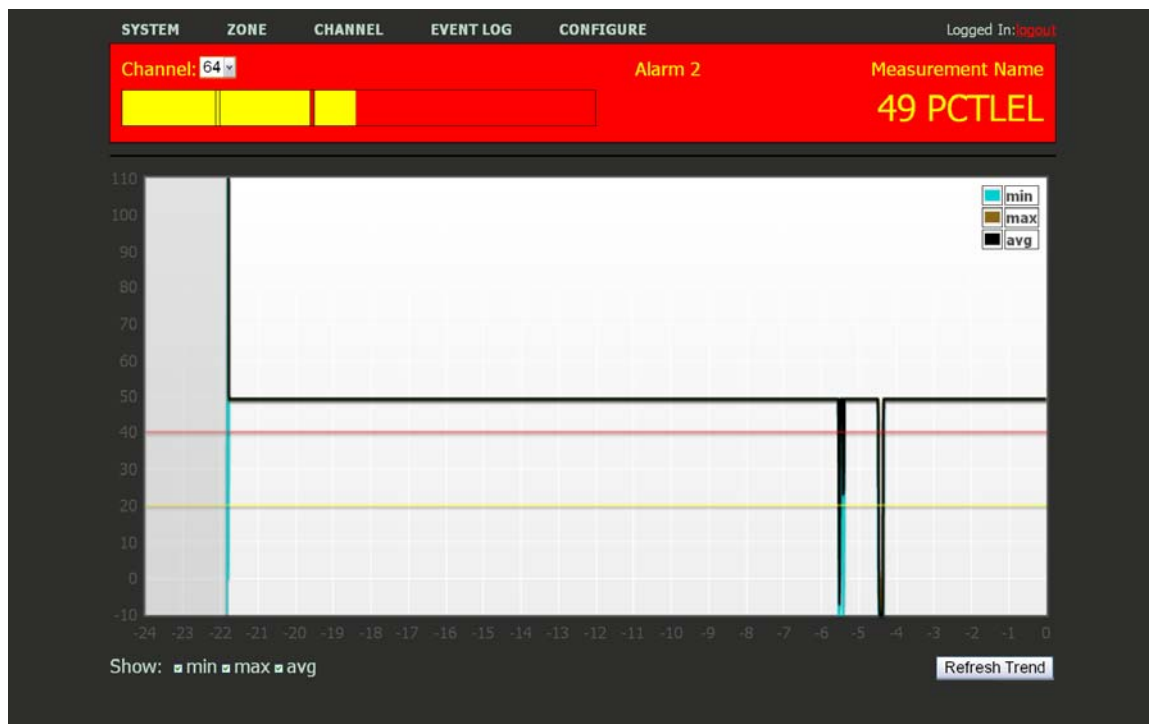 SYSTEM ZONE CHANNEL EVENT LOG CONFIGURE Logged In:logout
Channel: 64 Alarm 2 Measurement Name
49 PCTLEL
110
100
90
80
70
60
50
40
30
20
10
0
-10
min
max
avg
-24 -23 -22 -21 -20 -19 -18 -17 -16 -15 -14 -13 -12 -11 -10 -9 -8 -7 -6 -5 -4 -3 -2 -1 0
Show: min max avg Refresh Trend